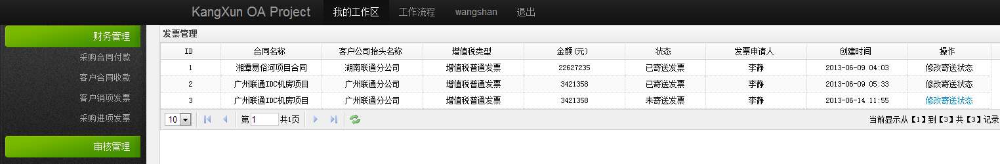 KangXun OA Project 我的工作区 工作流程 wangshan 退出
财务管理
采购合同付款
客户合同收款
客户销项发票
采购进项发票
审核管理
发票管理
ID 合同名称 客户公司抬头名称 增值税类型 金额(元) 状态 发票申请人 创建时间 操作
1 湘潭易俗河项目合同 湖南联通分公司 增值税普通发票 22627235 已寄送发票 李静 2013-06-09 04:03 修改寄送状态
2 广州联通IDC机房项目 广州联通分公司 增值税普通发票 3421358 已寄送发票 李静 2013-06-09 05:33 修改寄送状态
3 广州联通IDC机房项目 广州联通分公司 增值税普通发票 3421358 未寄送发票 李静 2013-06-14 11:55 修改寄送状态
10 第 1 共1页 当前显示从【1】到【3】共【3】记录